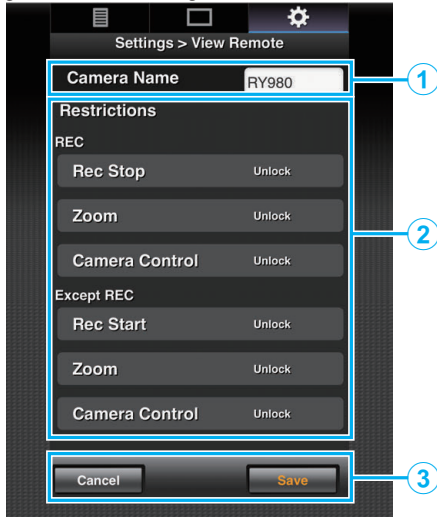 Settings > View Remote
Camera Name RY980
1
Restrictions
REC
Rec Stop Unlock
Zoom Unlock
2
Camera Control Unlock
Except REC
Rec Start Unlock
Zoom Unlock
Camera Control Unlock
Cancel Save
3